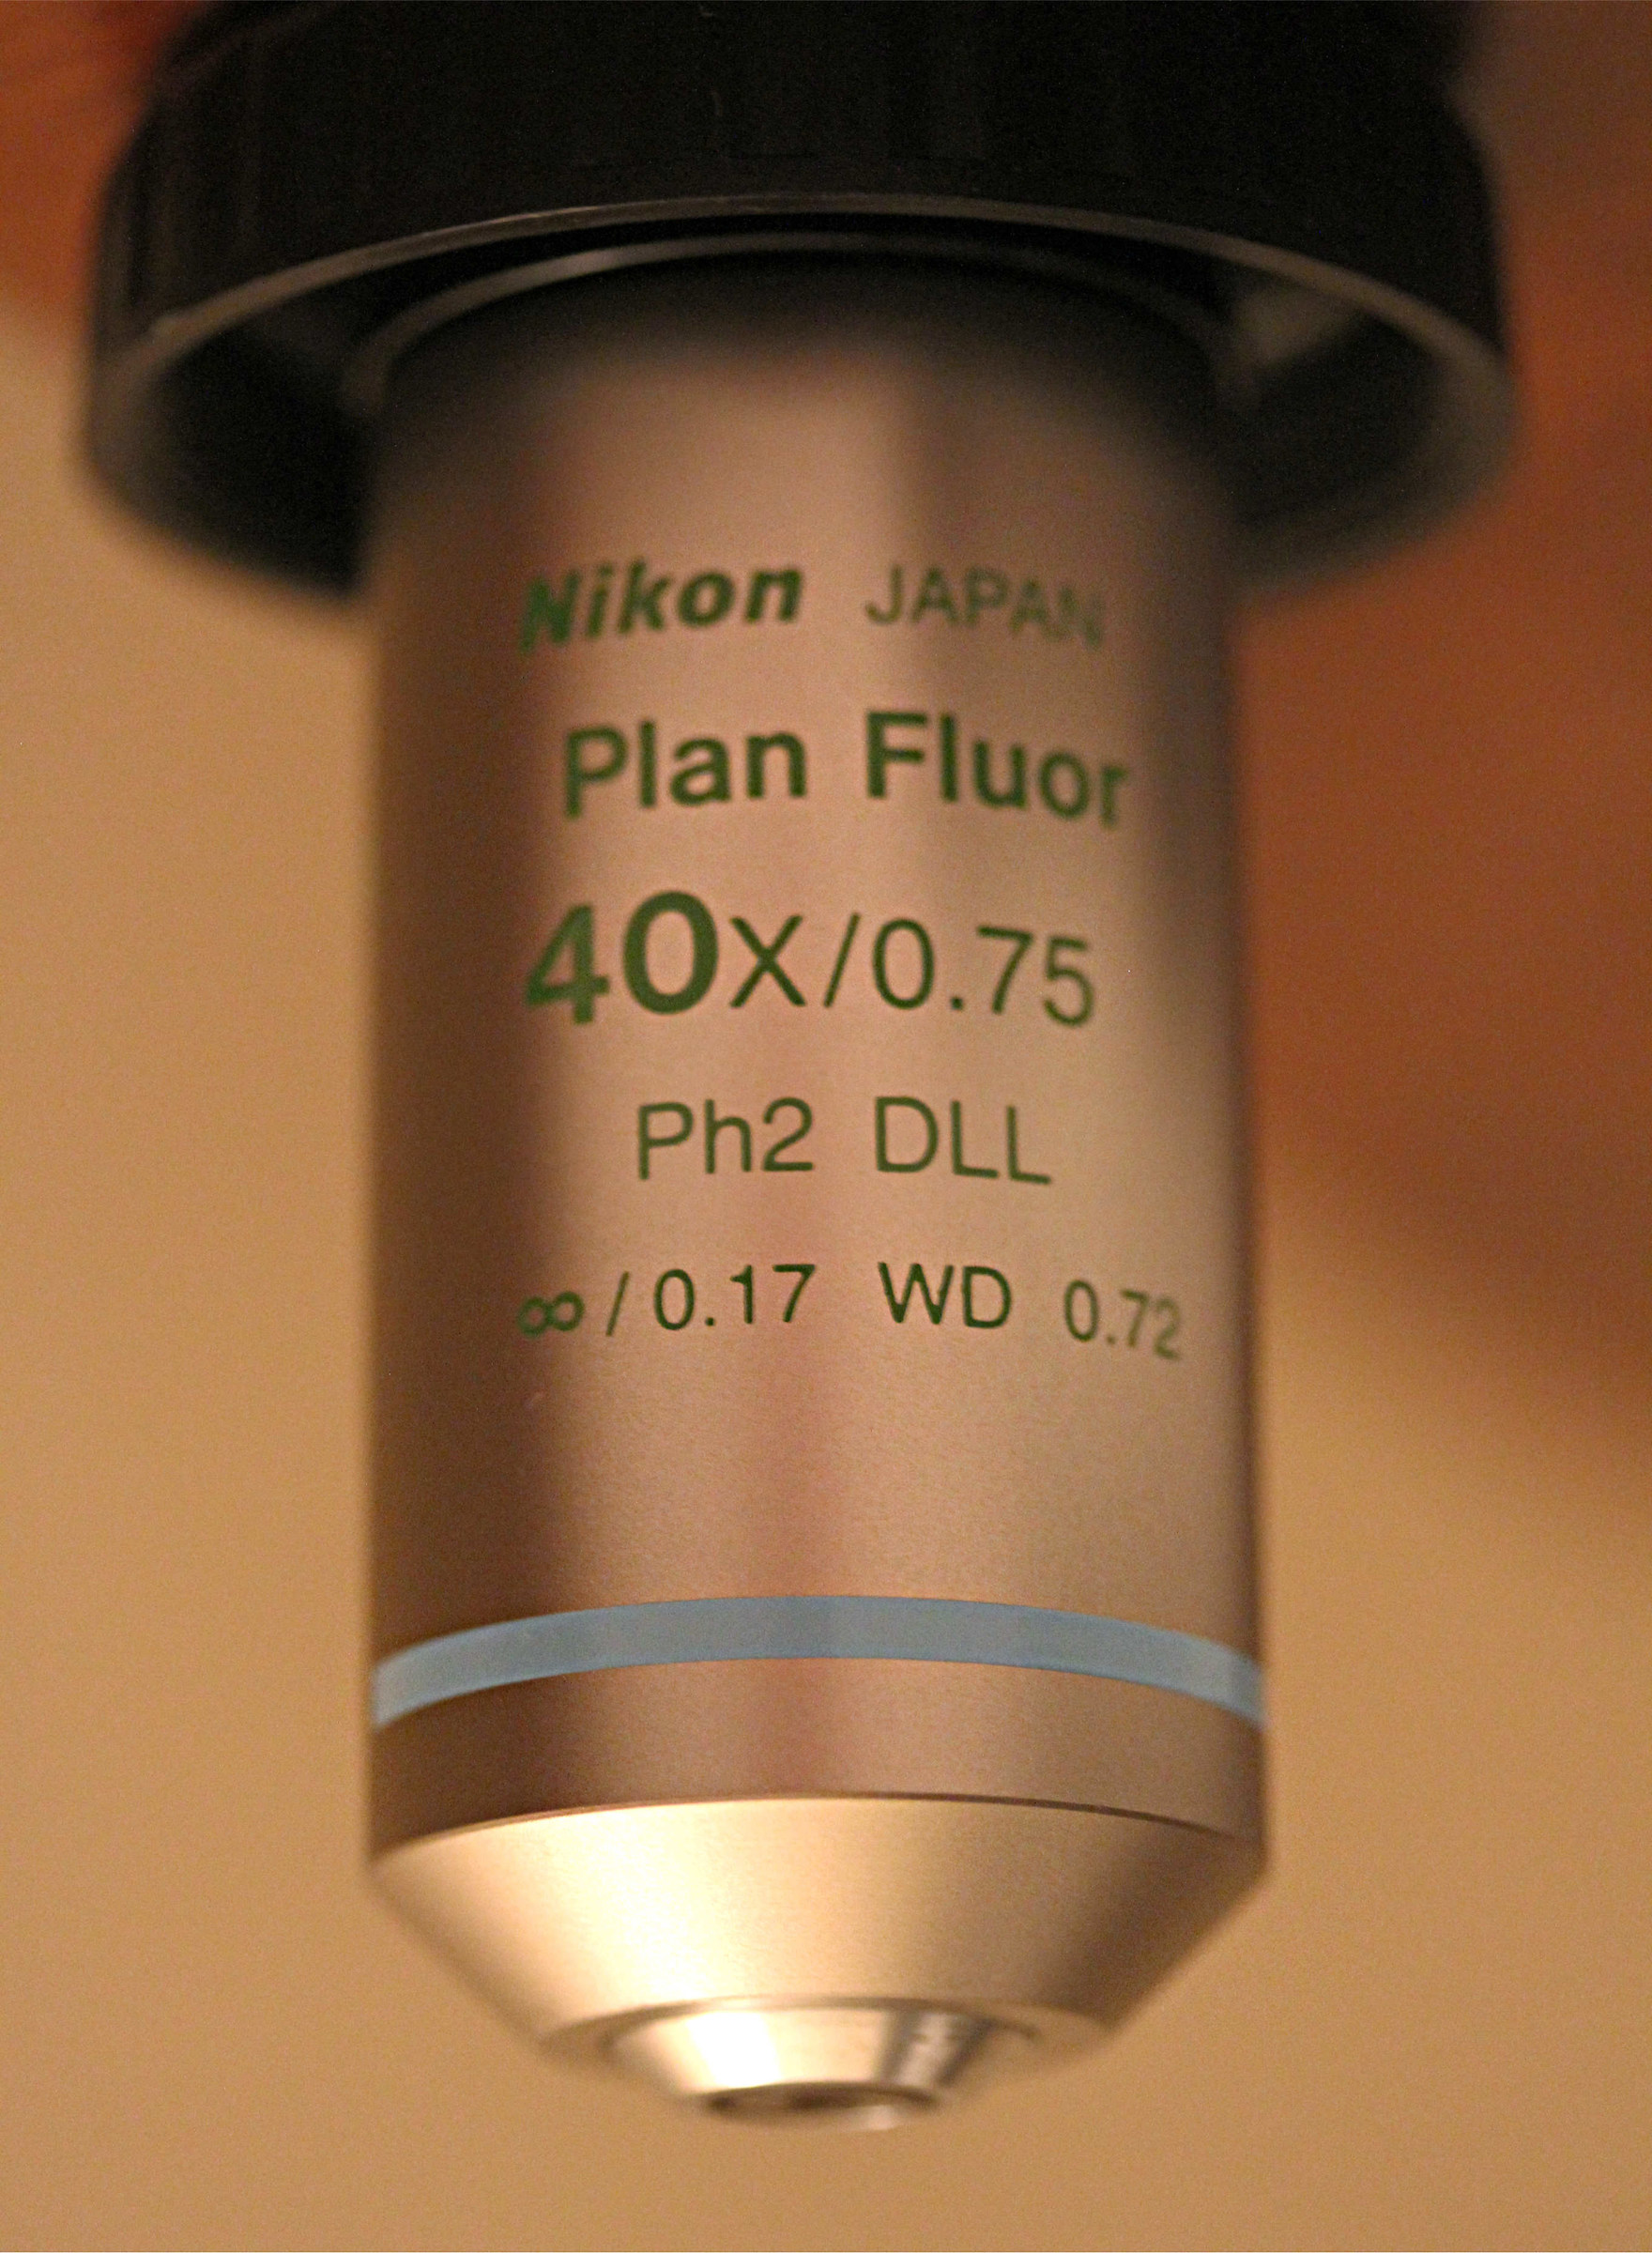 Nikon JAPAN
Plan Fluor
40x/0.75
Ph2 DLL
∞/0.17 WD 0.72